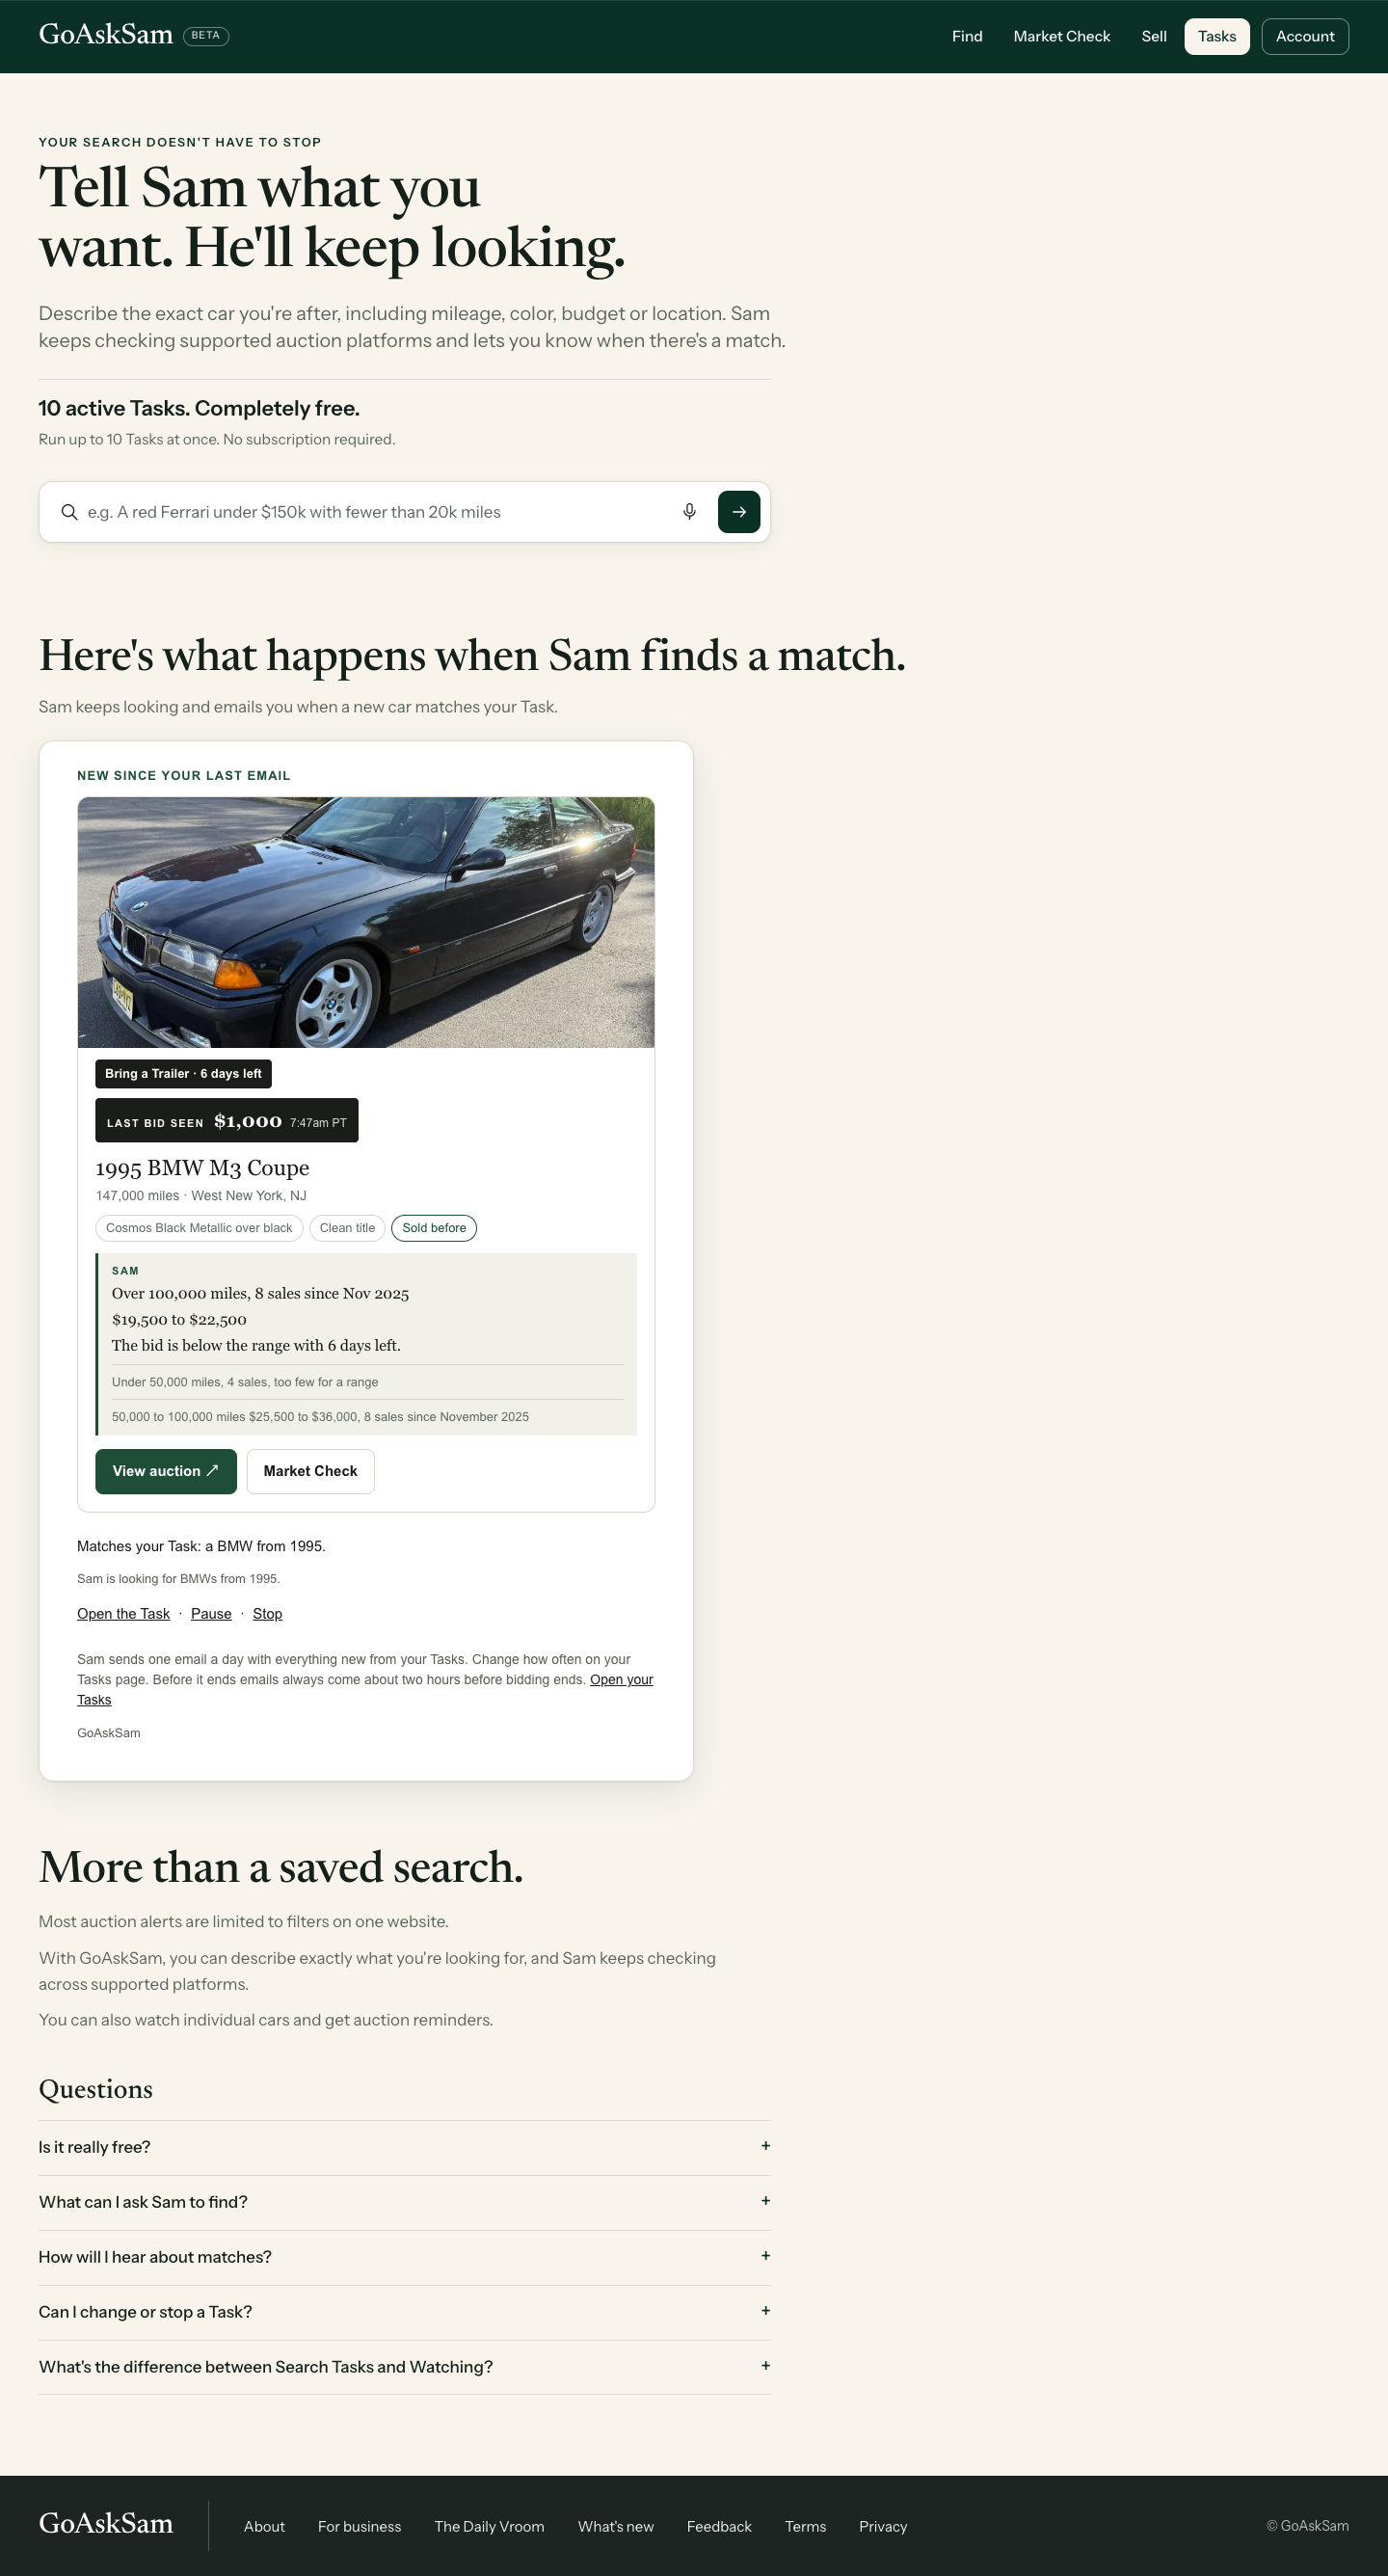 GoAskSam BETA
Find Market Check Sell Tasks Account
YOUR SEARCH DOESN'T HAVE TO STOP
Tell Sam what you
want. He'll keep looking.
Describe the exact car you're after, including mileage, color, budget or location. Sam
keeps checking supported auction platforms and lets you know when there's a match.
10 active Tasks. Completely free.
Run up to 10 Tasks at once. No subscription required.
e.g. A red Ferrari under $150k with fewer than 20k miles
Here's what happens when Sam finds a match.
Sam keeps looking and emails you when a new car matches your Task.
NEW SINCE YOUR LAST EMAIL
Bring a Trailer · 6 days left
LAST BID SEEN $1,000 7:47am PT
1995 BMW M3 Coupe
147,000 miles · West New York, NJ
Cosmos Black Metallic over black Clean title Sold before
SAM
Over 100,000 miles, 8 sales since Nov 2025
$19,500 to $22,500
The bid is below the range with 6 days left.
Under 50,000 miles, 4 sales, too few for a range
50,000 to 100,000 miles $25,500 to $36,000, 8 sales since November 2025
View auction ↗ Market Check
Matches your Task: a BMW from 1995.
Sam is looking for BMWs from 1995.
Open the Task · Pause · Stop
Sam sends one email a day with everything new from your Tasks. Change how often on your
Tasks page. Before it ends emails always come about two hours before bidding ends. Open your
Tasks
GoAskSam
More than a saved search.
Most auction alerts are limited to filters on one website.
With GoAskSam, you can describe exactly what you're looking for, and Sam keeps checking
across supported platforms.
You can also watch individual cars and get auction reminders.
Questions
Is it really free? +
What can I ask Sam to find? +
How will I hear about matches? +
Can I change or stop a Task? +
What's the difference between Search Tasks and Watching? +
GoAskSam About For business The Daily Vroom What's new Feedback Terms Privacy © GoAskSam